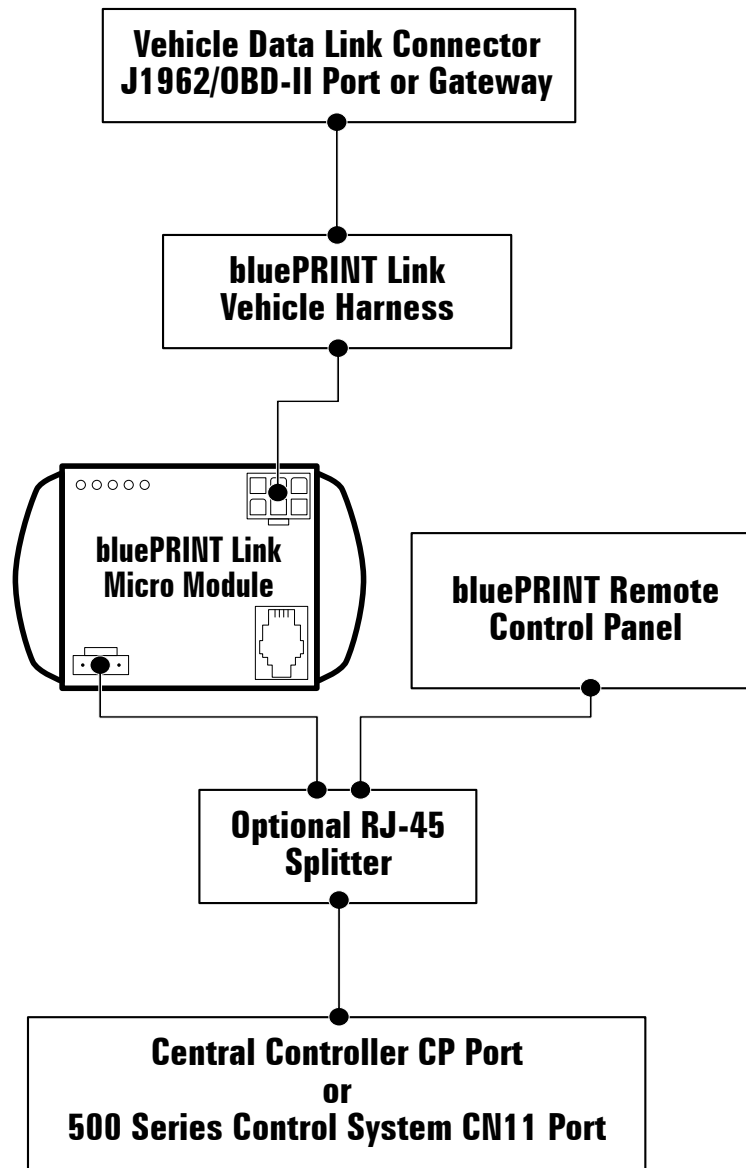 Vehicle Data Link Connector
J1962/OBD-II Port or Gateway
bluePRINT Link
Vehicle Harness
bluePRINT Link
Micro Module
bluePRINT Remote
Control Panel
Optional RJ-45
Splitter
Central Controller CP Port
or
500 Series Control System CN11 Port